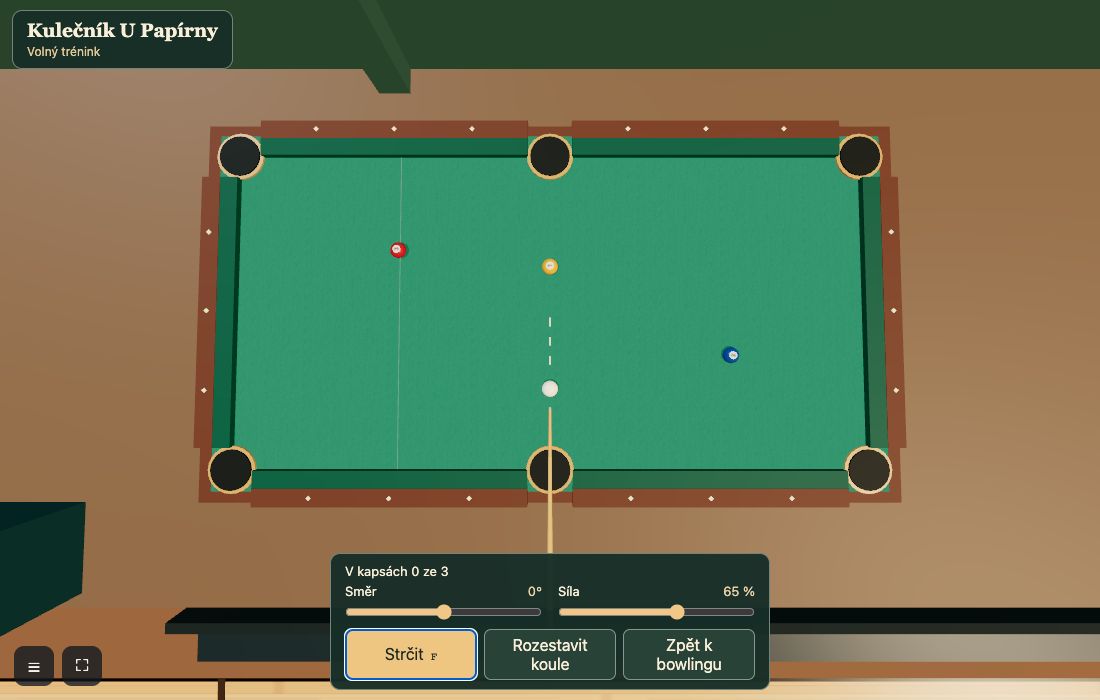 Kulečník U Papírny
Volný trénink
V kapsách 0 ze 3
Směr 0°
Síla 65 %
Strčit F
Rozestavit koule
Zpět k bowlingu